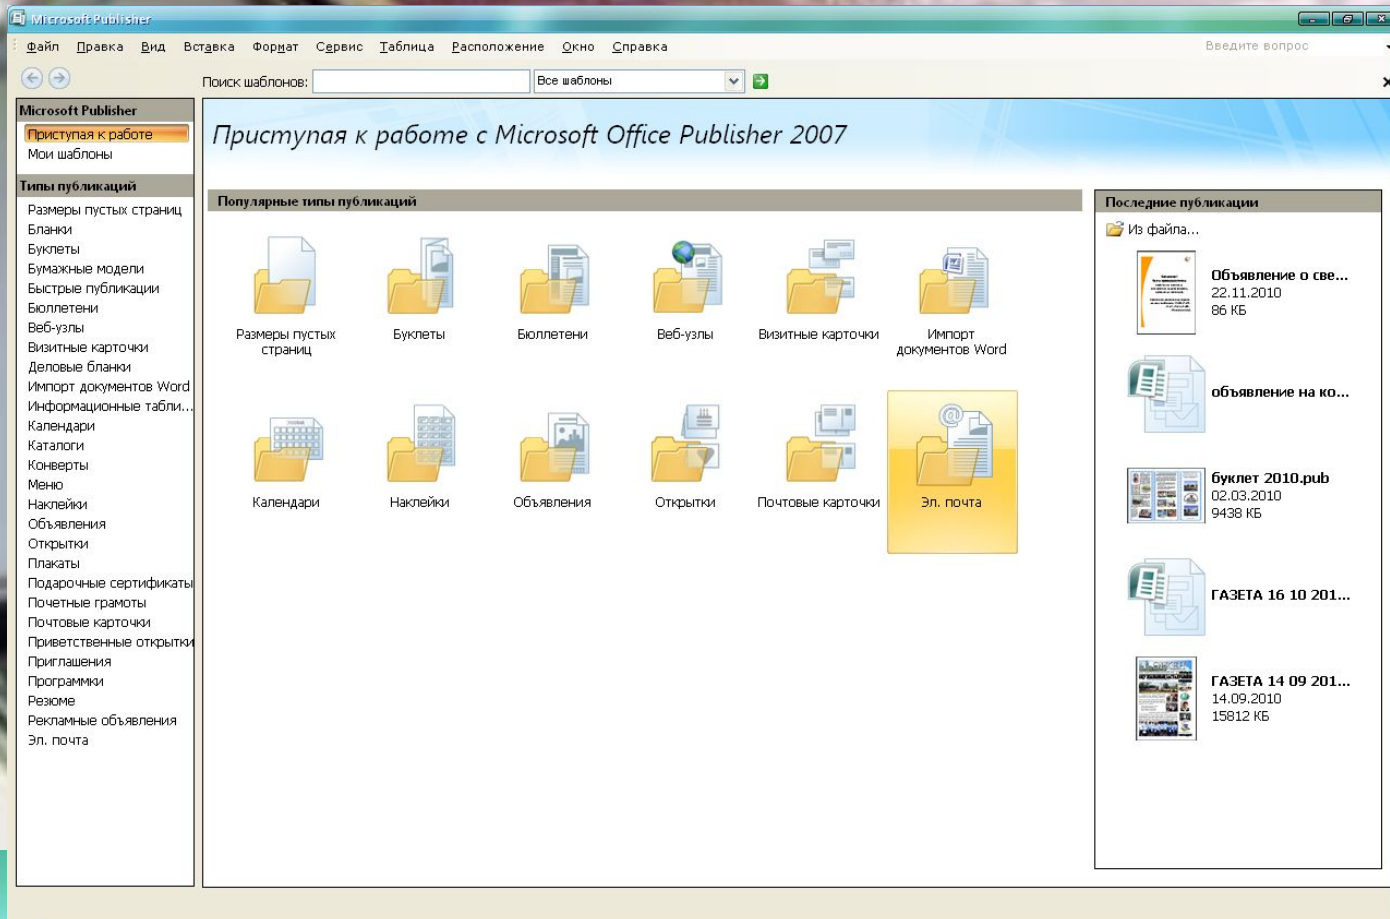 Microsoft Publisher
Файл Правка Вид Вставка Формат Сервис Таблица Расположение Окно Справка
Введите вопрос
Поиск шаблонов:
Все шаблоны
Microsoft Publisher
Приступая к работе
Мои шаблоны
Типы публикаций
Размеры пустых страниц
Бланки
Буклеты
Бумажные модели
Быстрые публикации
Бюллетени
Веб-узлы
Визитные карточки
Деловые бланки
Импорт документов Word
Информационные табли...
Календари
Каталоги
Конверты
Меню
Наклейки
Объявления
Открытки
Плакаты
Подарочные сертификаты
Почетные грамоты
Почтовые карточки
Приветственные открытки
Приглашения
Программки
Резюме
Рекламные объявления
Эл. почта
Приступая к работе с Microsoft Office Publisher 2007
Популярные типы публикаций
Размеры пустых
страниц
Буклеты
Бюллетени
Веб-узлы
Визитные карточки
Импорт
документов Word
Календари
Наклейки
Объявления
Открытки
Почтовые карточки
Эл. почта
Последние публикации
Из файла...
Объявление о све...
22.11.2010
86 КБ
объявление на ко...
буклет 2010.pub
02.03.2010
9438 КБ
ГАЗЕТА 16 10 201...
ГАЗЕТА 14 09 201...
14.09.2010
15812 КБ